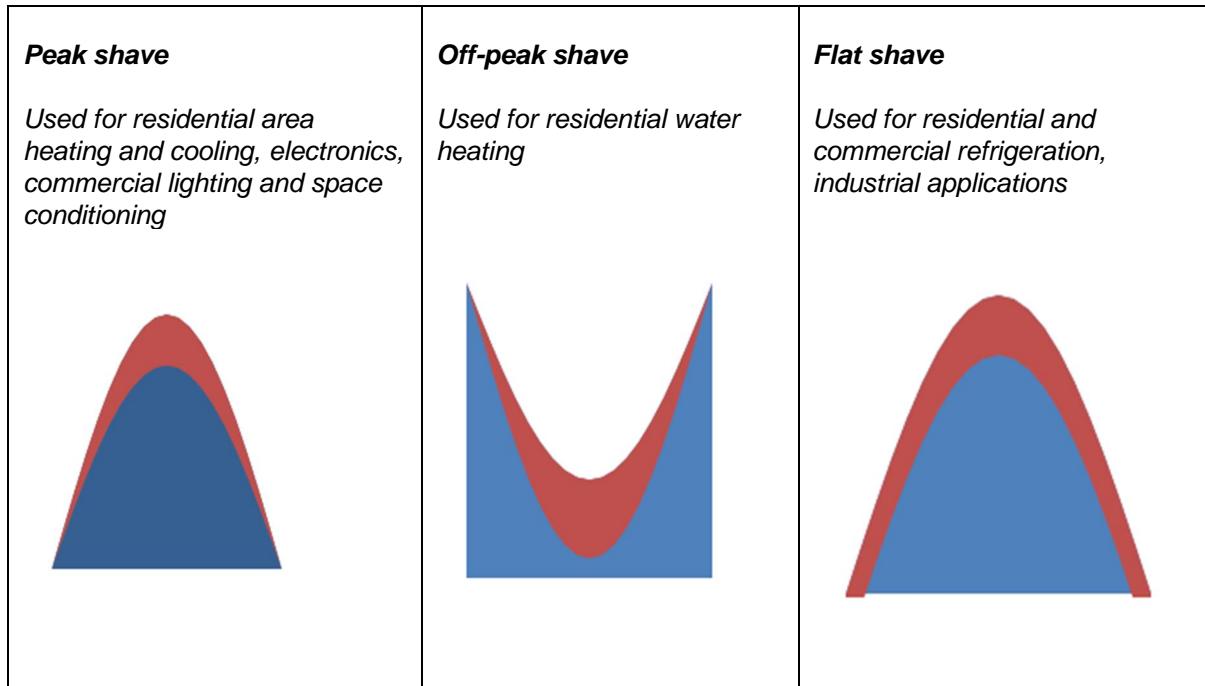 Peak shave
Used for residential area
heating and cooling, electronics,
commercial lighting and space
conditioning
Off-peak shave
Used for residential water
heating
Flat shave
Used for residential and
commercial refrigeration,
industrial applications